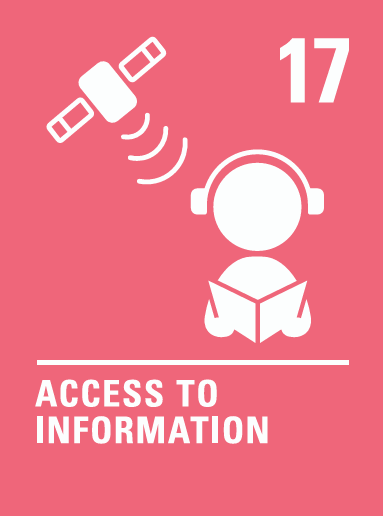 17
ACCESS TO
INFORMATION